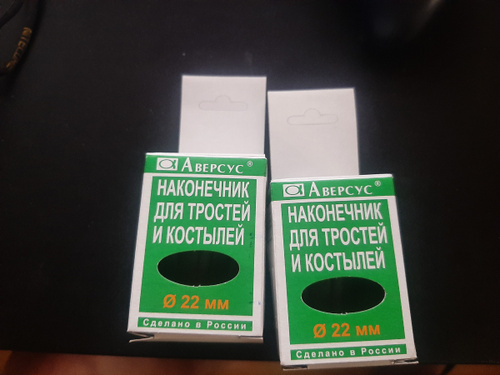 Аверсус®
НАКОНЕЧНИК
ДЛЯ ТРОСТЕЙ
И КОСТЫЛЕЙ
Ø 22 мм
Сделано в России
Аверсус®
НАКОНЕЧНИК
ДЛЯ ТРОСТЕЙ
И КОСТЫЛЕЙ
Ø 22 мм
Сделано в России